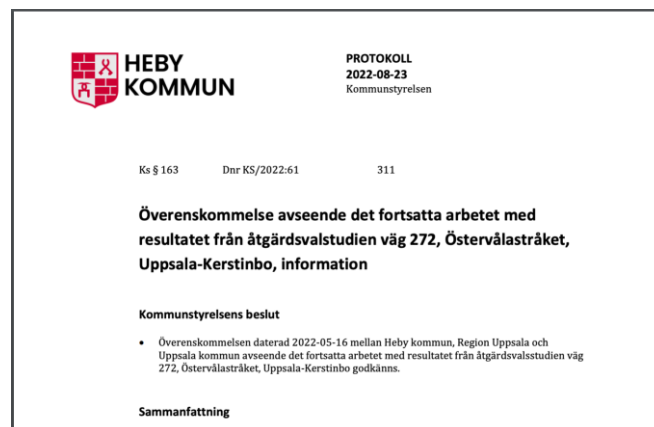 HEBY
KOMMUN
PROTOKOLL
2022-08-23
Kommunstyrelsen
Ks § 163 Dnr KS/2022:61 311
Överenskommelse avseende det fortsatta arbetet med
resultatet från åtgärdsvalstudien väg 272, Östervålastråket,
Uppsala-Kerstinbo, information
Kommunstyrelsens beslut
• Överenskommelsen daterad 2022-05-16 mellan Heby kommun, Region Uppsala och
Uppsala kommun avseende det fortsatta arbetet med resultatet från åtgärdsvalsstudien väg
272, Östervålastråket, Uppsala-Kerstinbo godkänns.
Sammanfattning